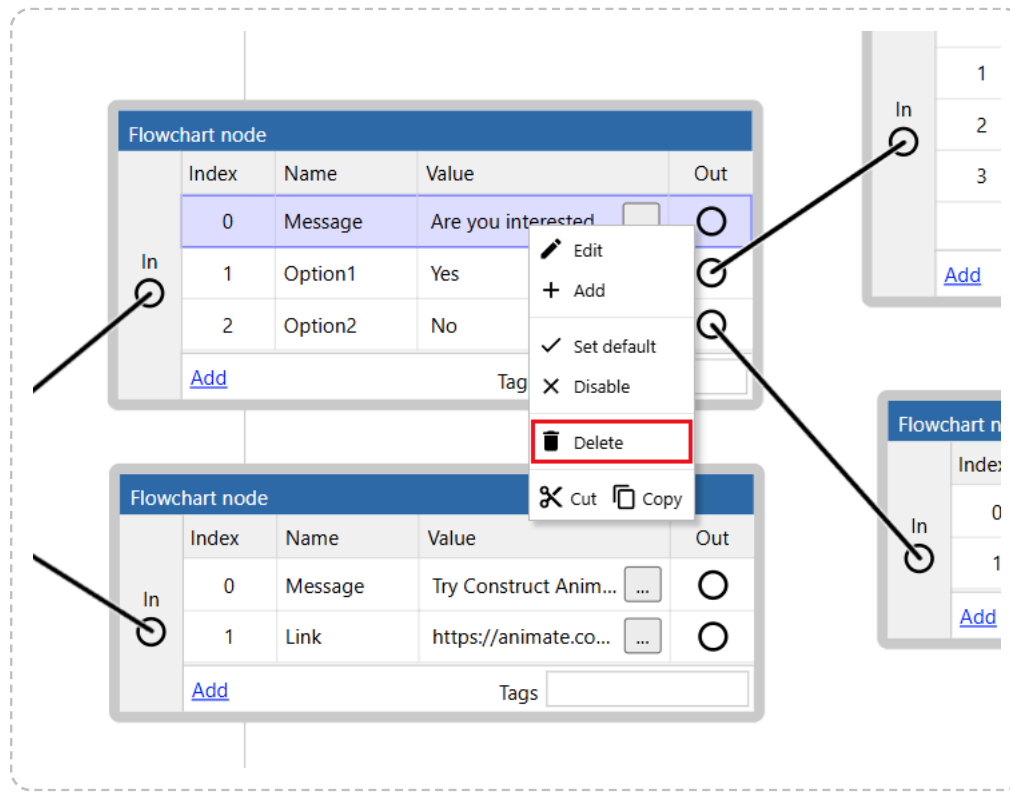 Flowchart node
Index Name Value Out
0 Message Are you interested
In
1 Option1 Yes
2 Option2 No
Add Tag
Edit
Add
Set default
Disable
Delete
Cut Copy
Flowchart node
Index Name Value Out
0 Message Try Construct Anim... ...
In
1 Link https://animate.co... ...
Add Tags
1
In
2
3
Add
Flowchart n
Index
0
In
1
Add